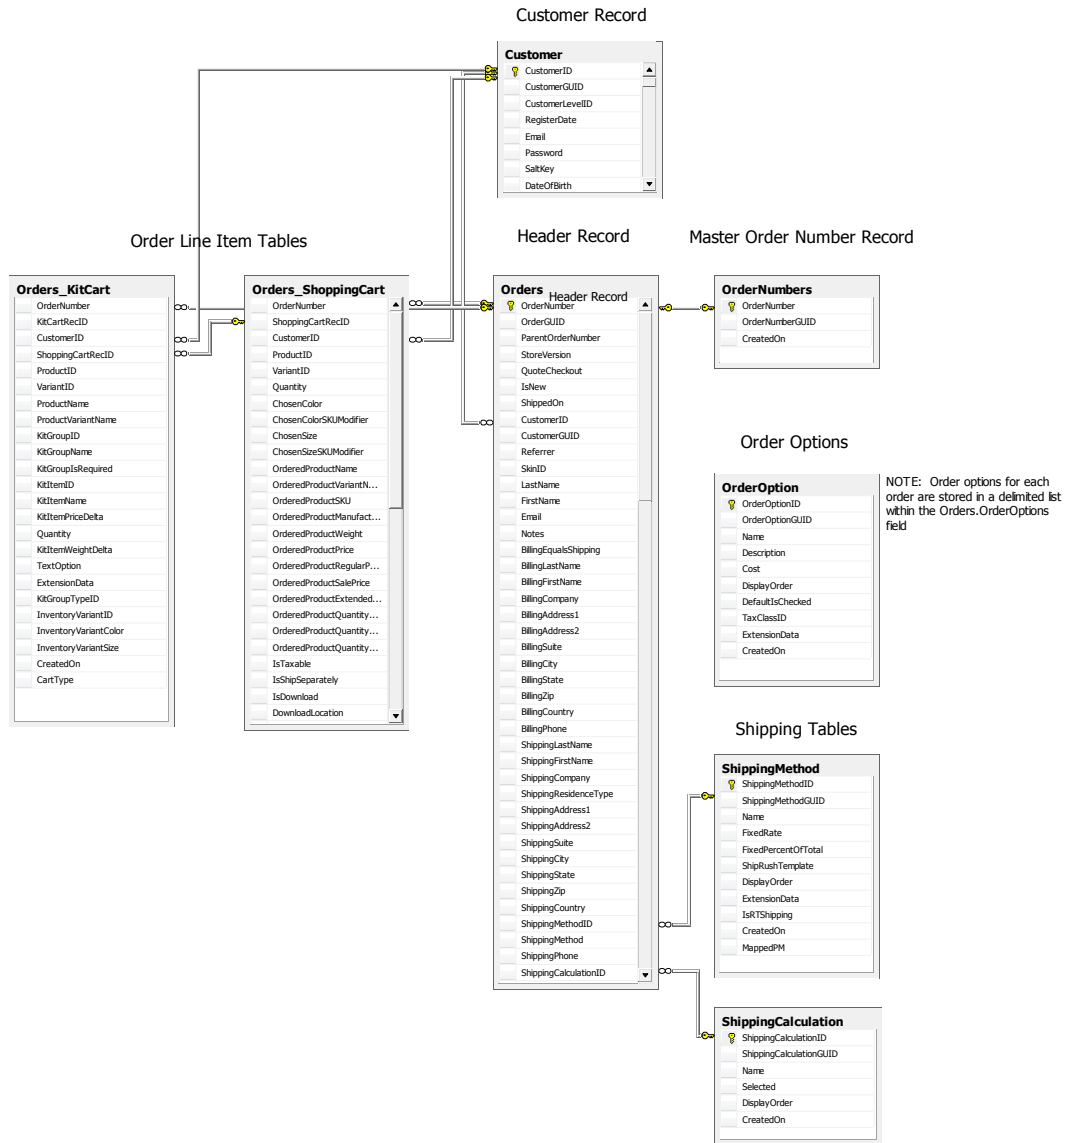 Customer Record
Customer
CustomerID
CustomerGUID
CustomerLevelID
RegisterDate
Email
Password
SaltKey
DateOfBirth
Order Line Item Tables
Header Record
Master Order Number Record
Orders_KitCart
OrderNumber
KitCartRecID
CustomerID
ShoppingCartRecID
ProductID
VariantID
ProductName
ProductVariantName
KitGroupID
KitGroupName
KitGroupIsRequired
KitItemID
KitItemName
KitItemPriceDelta
Quantity
KitItemWeightDelta
TextOption
ExtensionData
KitGroupTypeID
InventoryVariantID
InventoryVariantColor
InventoryVariantSize
CreatedOn
CartType
Orders_ShoppingCart
OrderNumber
ShoppingCartRecID
CustomerID
ProductID
VariantID
Quantity
ChosenColor
ChosenColorSKUModifier
ChosenSize
ChosenSizeSKUModifier
OrderedProductName
OrderedProductVariantN...
OrderedProductSKU
OrderedProductManufact...
OrderedProductWeight
OrderedProductPrice
OrderedProductRegularP...
OrderedProductSalePrice
OrderedProductExtended...
OrderedProductQuantity...
OrderedProductQuantity...
OrderedProductQuantity...
IsTaxable
IsShipSeparately
IsDownload
DownloadLocation
Orders
Header Record
OrderNumber
OrderGUID
ParentOrderNumber
StoreVersion
QuoteCheckout
IsNew
ShippedOn
CustomerID
CustomerGUID
Referrer
SkinID
LastName
FirstName
Email
Notes
BillingEqualsShipping
BillingLastName
BillingFirstName
BillingCompany
BillingAddress1
BillingAddress2
BillingSuite
BillingCity
BillingState
BillingZip
BillingCountry
BillingPhone
ShippingLastName
ShippingFirstName
ShippingCompany
ShippingResidenceType
ShippingAddress1
ShippingAddress2
ShippingSuite
ShippingCity
ShippingState
ShippingZip
ShippingCountry
ShippingMethodID
ShippingMethod
ShippingPhone
ShippingCalculationID
OrderNumbers
OrderNumber
OrderNumberGUID
CreatedOn
Order Options
OrderOption
OrderOptionID
OrderOptionGUID
Name
Description
Cost
DisplayOrder
DefaultIsChecked
TaxClassID
ExtensionData
CreatedOn
NOTE: Order options for each
order are stored in a delimited list
within the Orders.OrderOptions
field
Shipping Tables
ShippingMethod
ShippingMethodID
ShippingMethodGUID
Name
FixedRate
FixedPercentOfTotal
ShipRushTemplate
DisplayOrder
ExtensionData
IsRTShipping
CreatedOn
MappedPM
ShippingCalculation
ShippingCalculationID
ShippingCalculationGUID
Name
Selected
DisplayOrder
CreatedOn